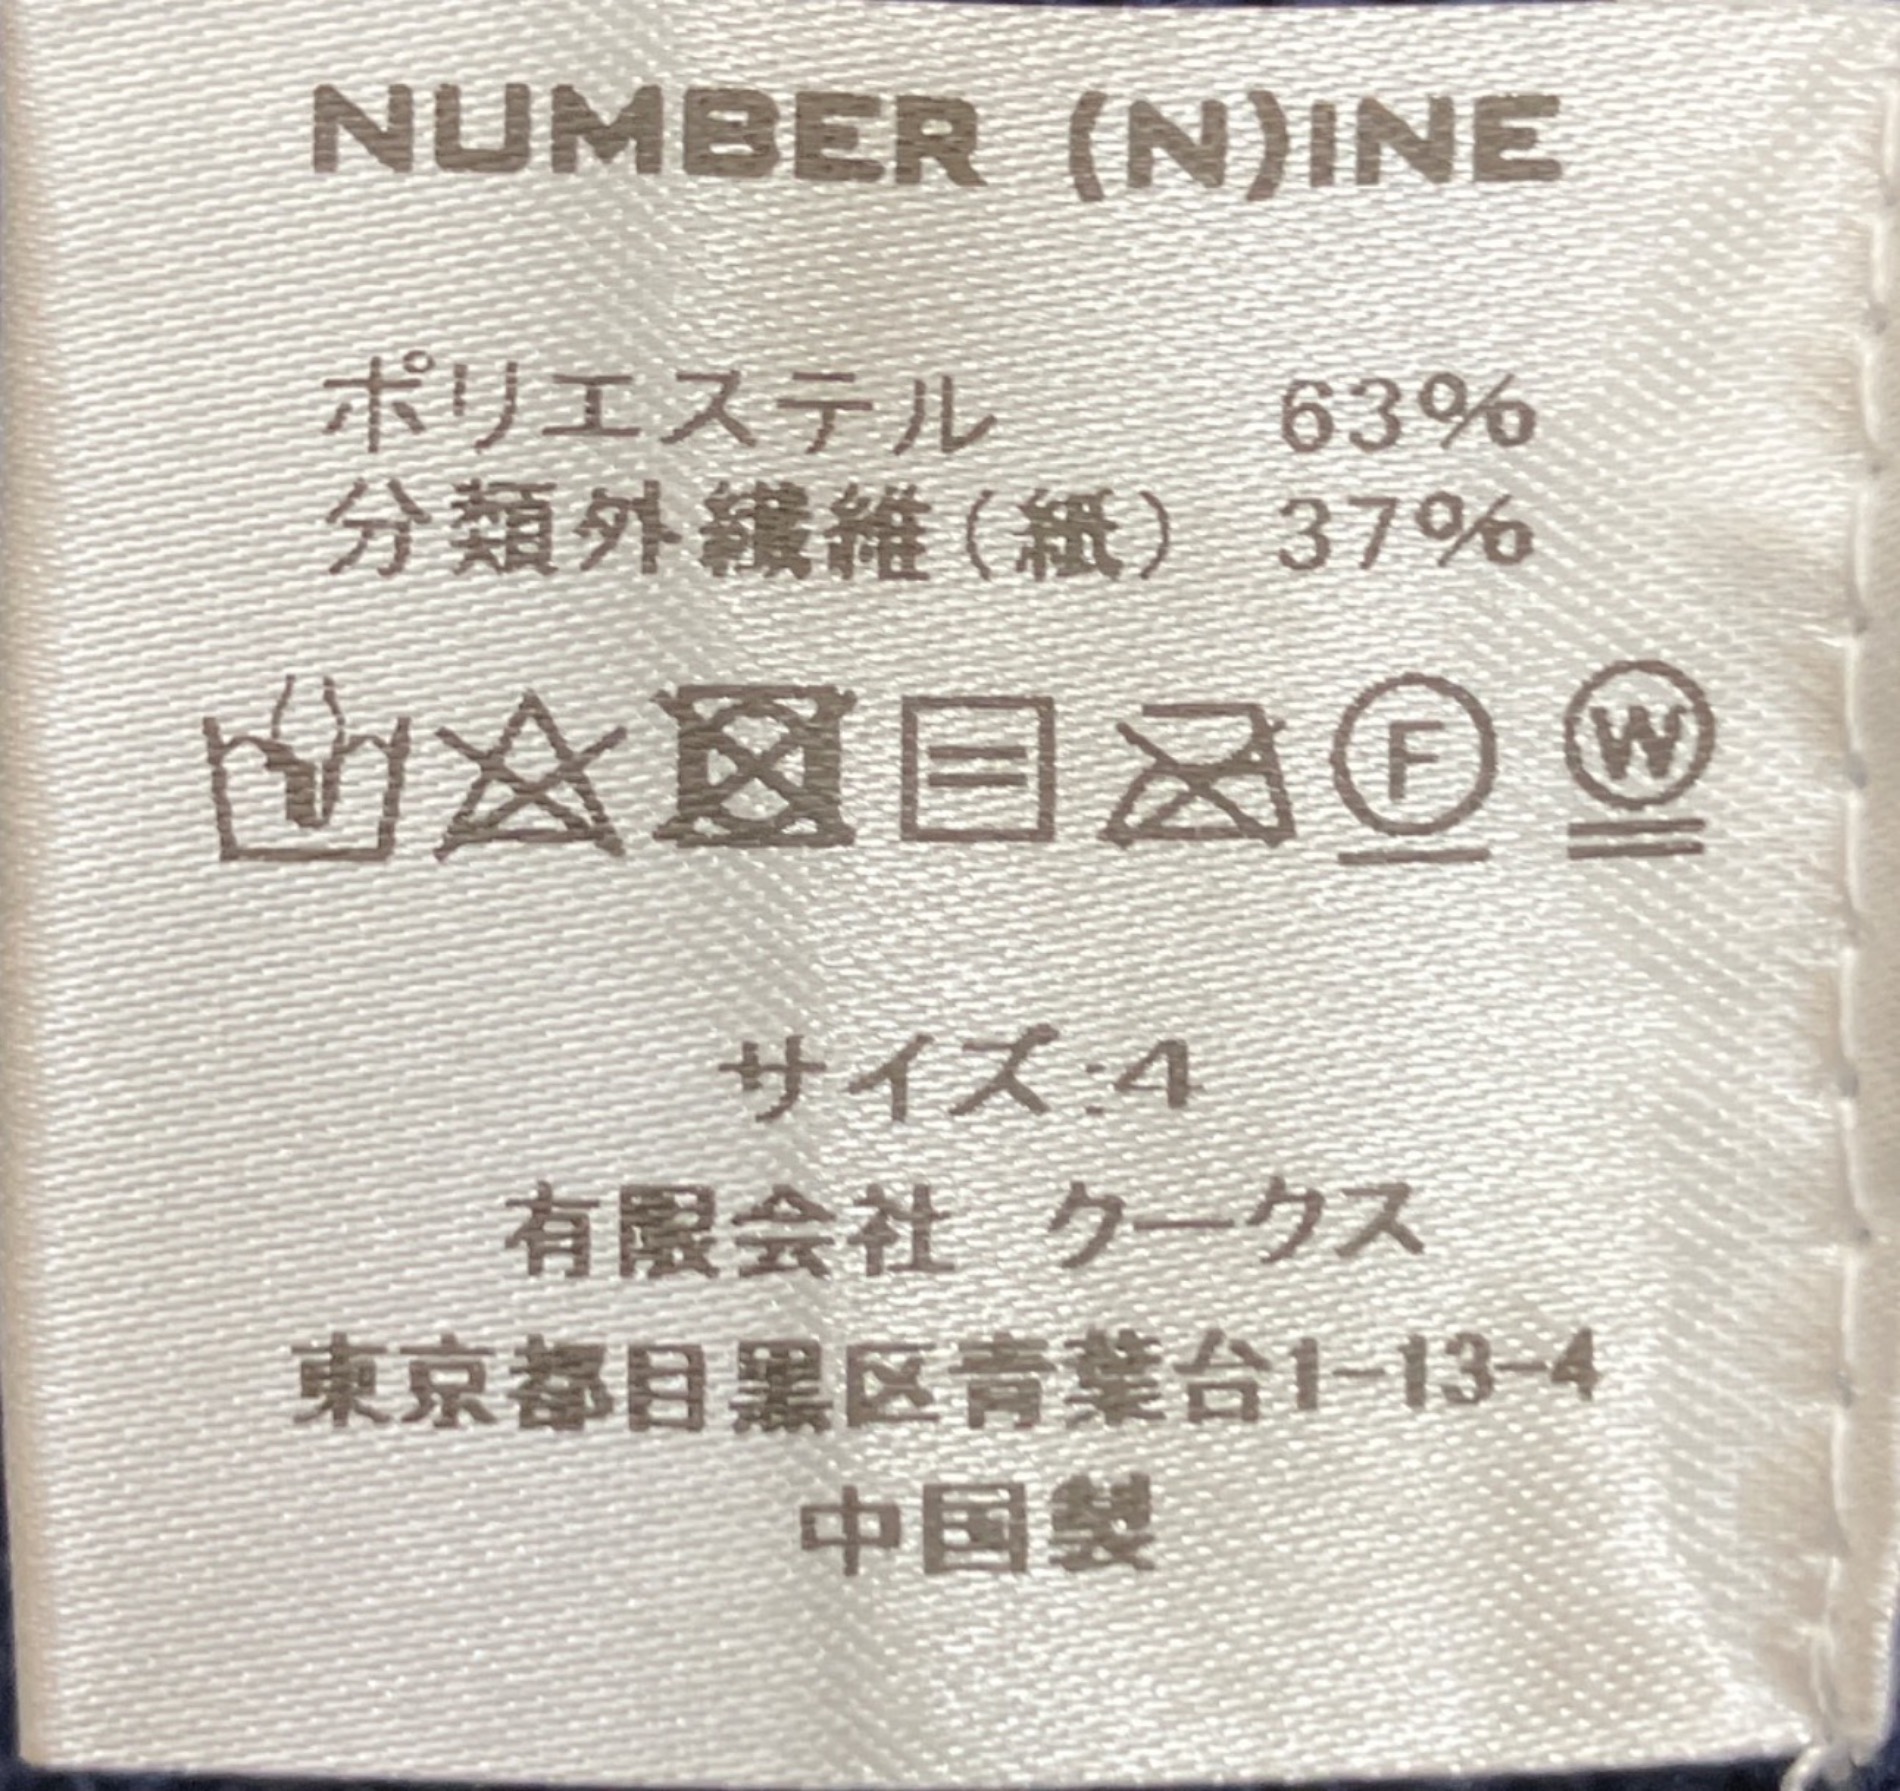 NUMBER (N)INE
ポリエステル 63%
分類外繊維(紙) 37%
F W
サイズ:4
有限会社 クークス
東京都目黒区青葉台1-13-4
中国製